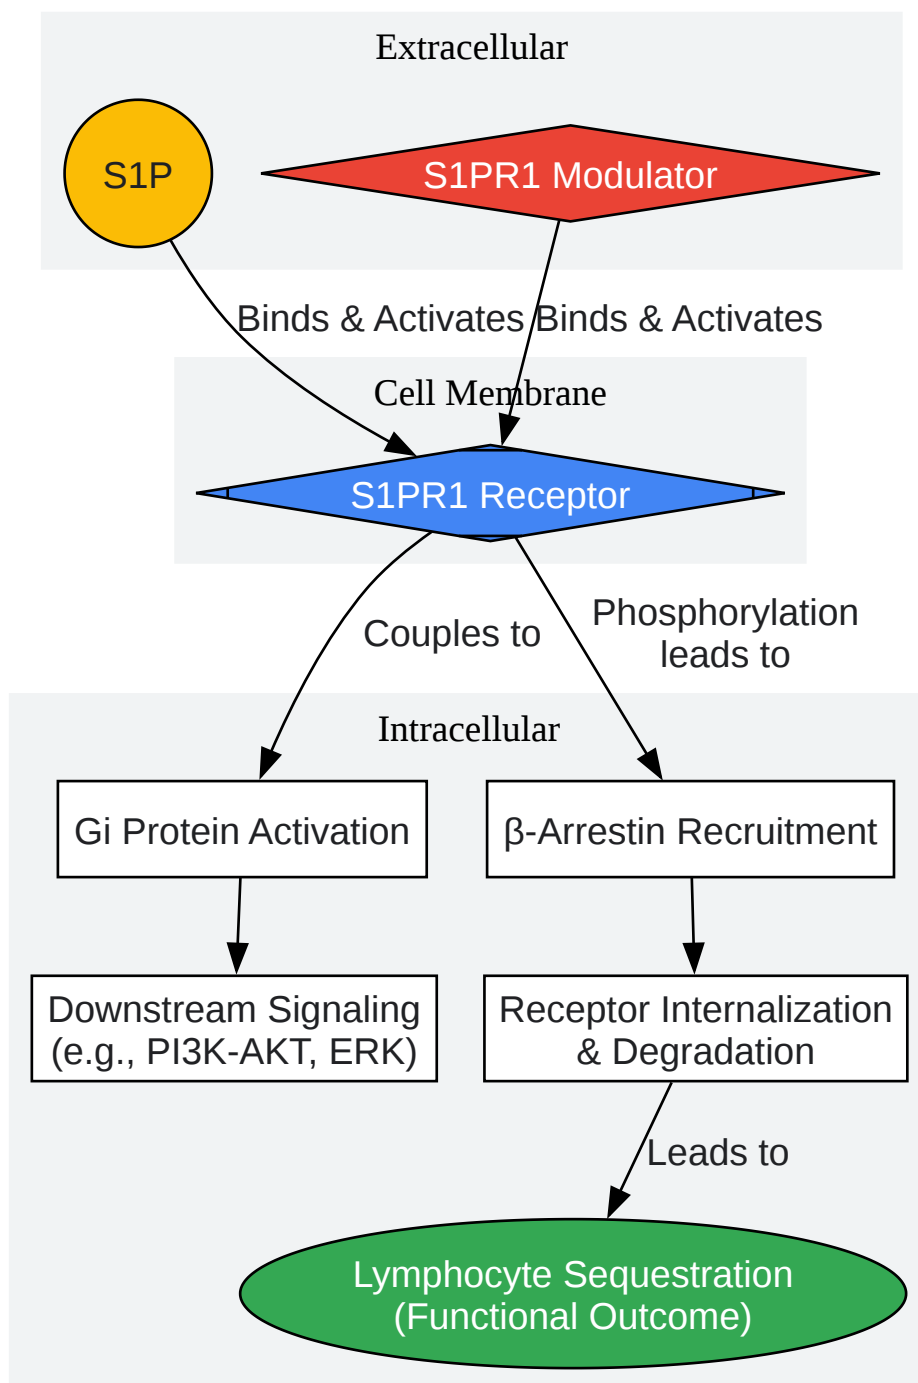 Extracellular
S1P
S1PR1 Modulator
Binds & Activates
Binds & Activates
Cell Membrane
S1PR1 Receptor
Couples to
Phosphorylation
leads to
Intracellular
Gi Protein Activation
β-Arrestin Recruitment
Downstream Signaling
(e.g., PI3K-AKT, ERK)
Receptor Internalization
& Degradation
Leads to
Lymphocyte Sequestration
(Functional Outcome)